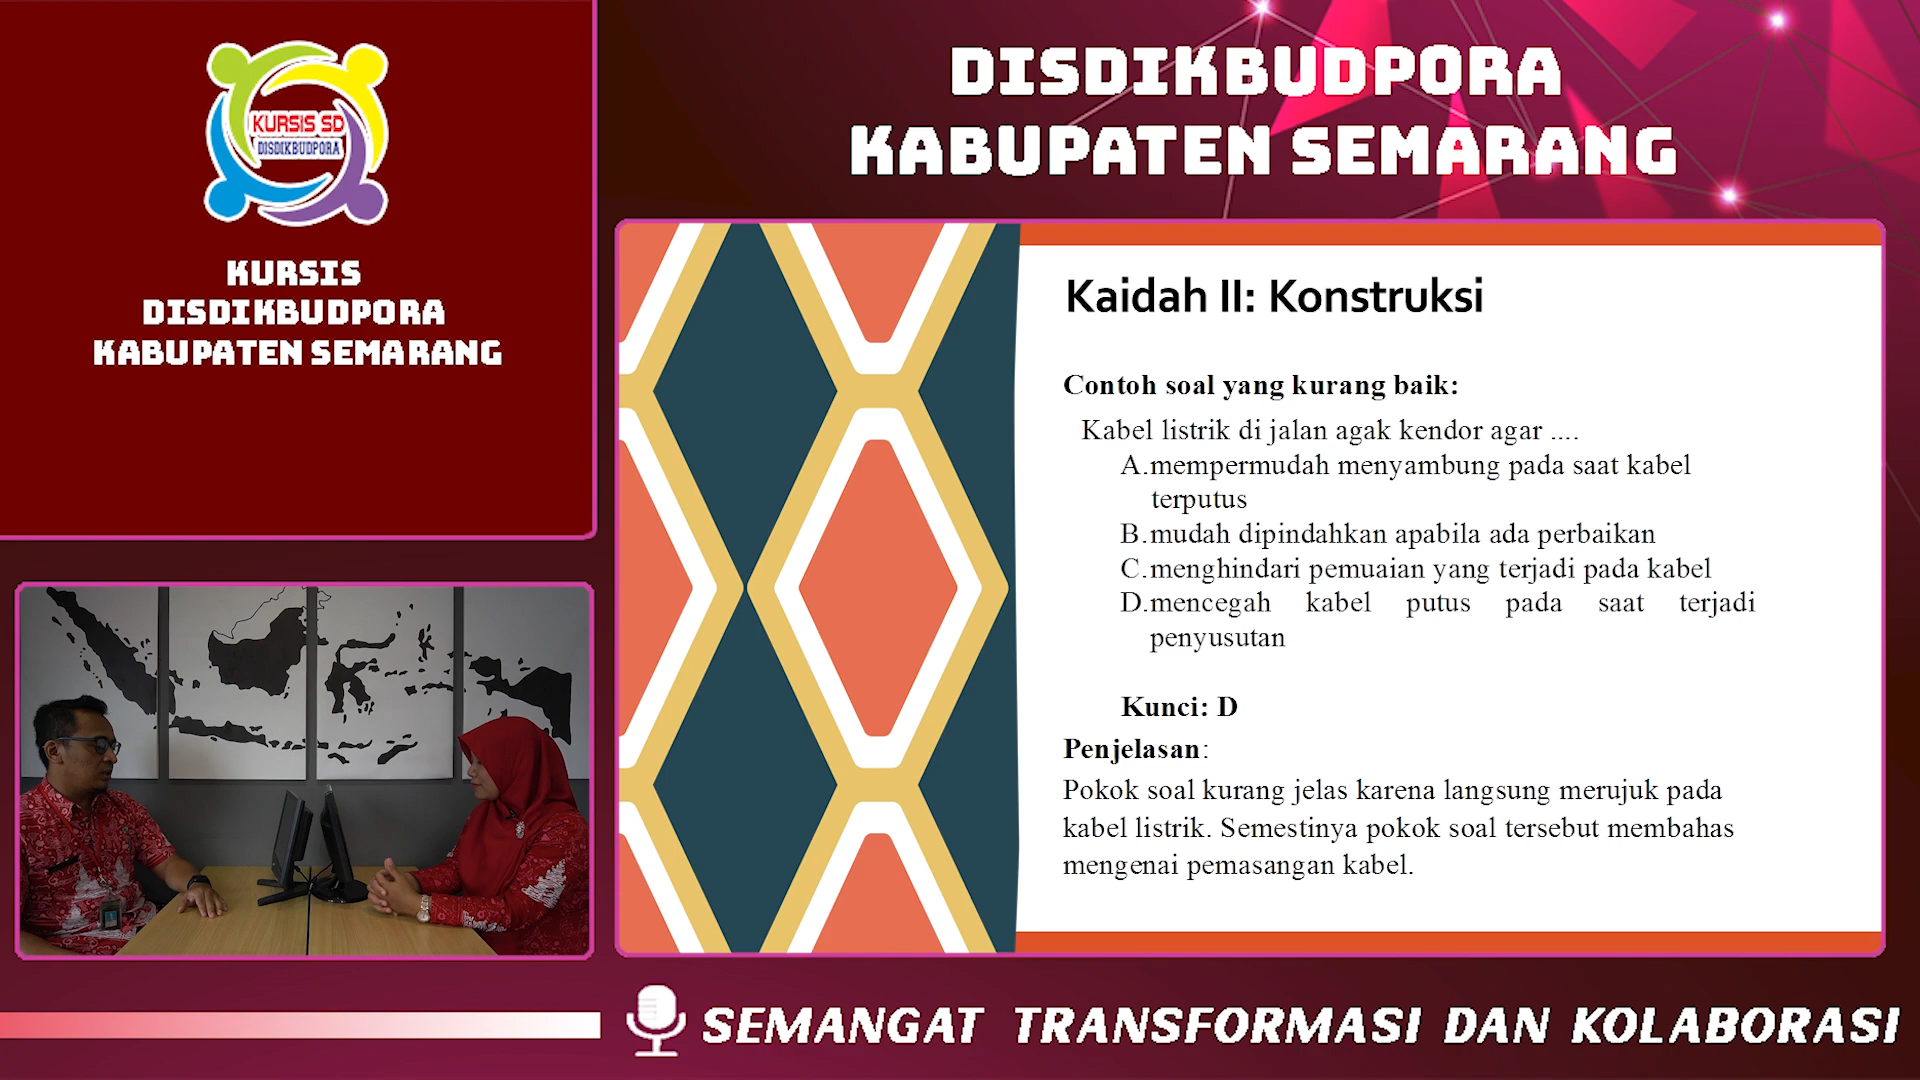 KURSIS SD
DISDIKBUDPORA
KURSIS
DISDIKBUDPORA
KABUPATEN SEMARANG
DISDIKBUDPORA
KABUPATEN SEMARANG
Kaidah II: Konstruksi
Contoh soal yang kurang baik:
Kabel listrik di jalan agak kendor agar ....
A.mempermudah menyambung pada saat kabel
terputus
B.mudah dipindahkan apabila ada perbaikan
C.menghindari pemuaian yang terjadi pada kabel
D.mencegah kabel putus pada saat terjadi
penyusutan
Kunci: D
Penjelasan:
Pokok soal kurang jelas karena langsung merujuk pada
kabel listrik. Semestinya pokok soal tersebut membahas
mengenai pemasangan kabel.
SEMANGAT TRANSFORMASI DAN KOLABORASI